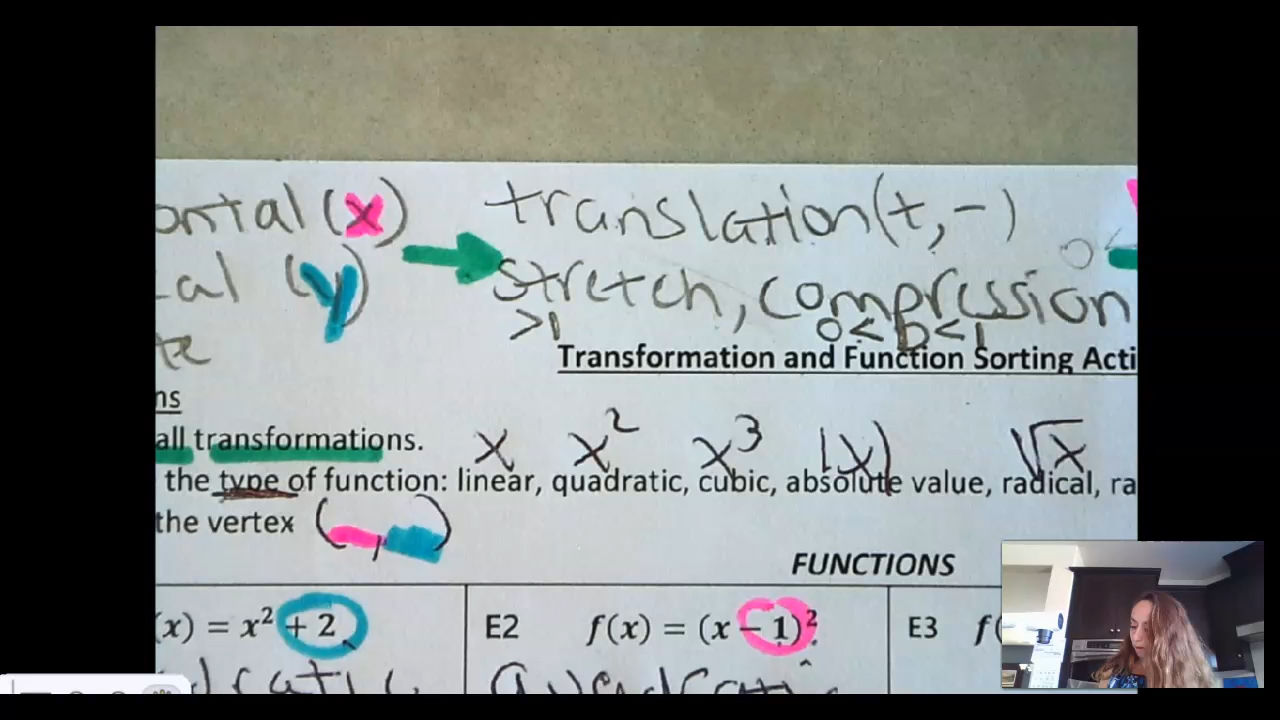 ontal (x) translation (+, -)
cal (y) stretch, compression
>1 0 < b < 1
Transformation and Function Sorting Acti
ns
all transformations. x x² x³ |x| √x
the type of function: linear, quadratic, cubic, absolute value, radical, ra
the vertex ( , )
FUNCTIONS
(x) = x² + 2 E2 f(x) = (x − 1)² E3 f(
dratic Quadratic